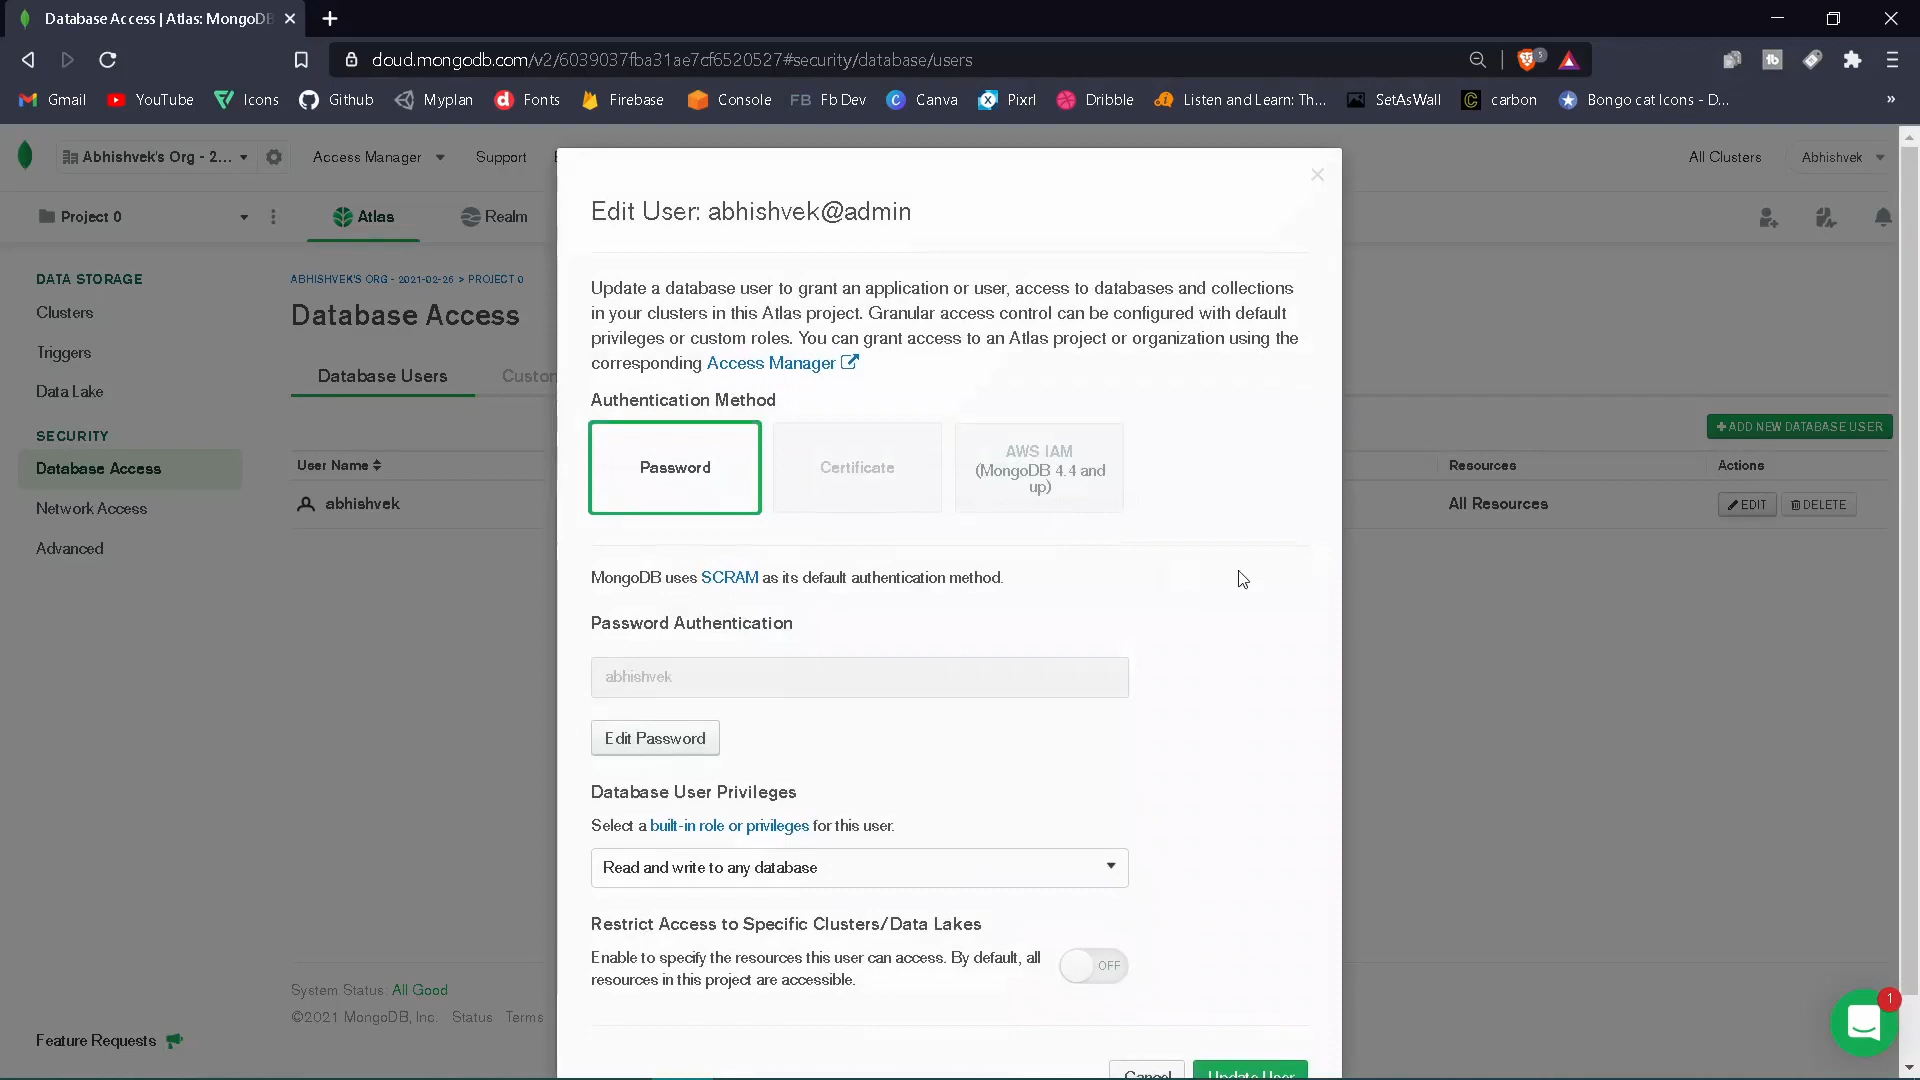 Database Access | Atlas: MongoDB
cloud.mongodb.com/v2/6039037fba31ae7cf6520527#security/database/users
5
Gmail YouTube Icons Github Myplan Fonts Firebase Console FB Fb Dev Canva Pixrl Dribble Listen and Learn: Th... SetAsWall carbon Bongo cat Icons - D... »
Abhishvek's Org - 2... Access Manager Support All Clusters Abhishvek
Project 0 Atlas Realm
DATA STORAGE
Clusters
Triggers
Data Lake
SECURITY
Database Access
Network Access
Advanced
Feature Requests
ABHISHVEK'S ORG - 2021-02-26 > PROJECT 0
Database Access
Database Users Custom
+ ADD NEW DATABASE USER
User Name Resources Actions
abhishvek All Resources EDIT DELETE
System Status: All Good
©2021 MongoDB, Inc. Status Terms
Edit User: abhishvek@admin
Update a database user to grant an application or user, access to databases and collections
in your clusters in this Atlas project. Granular access control can be configured with default
privileges or custom roles. You can grant access to an Atlas project or organization using the
corresponding Access Manager
Authentication Method
Password
Certificate
AWS IAM
(MongoDB 4.4 and
up)
MongoDB uses SCRAM as its default authentication method.
Password Authentication
abhishvek
Edit Password
Database User Privileges
Select a built-in role or privileges for this user.
Read and write to any database
Restrict Access to Specific Clusters/Data Lakes
Enable to specify the resources this user can access. By default, all
resources in this project are accessible.
OFF
Cancel Update User
1